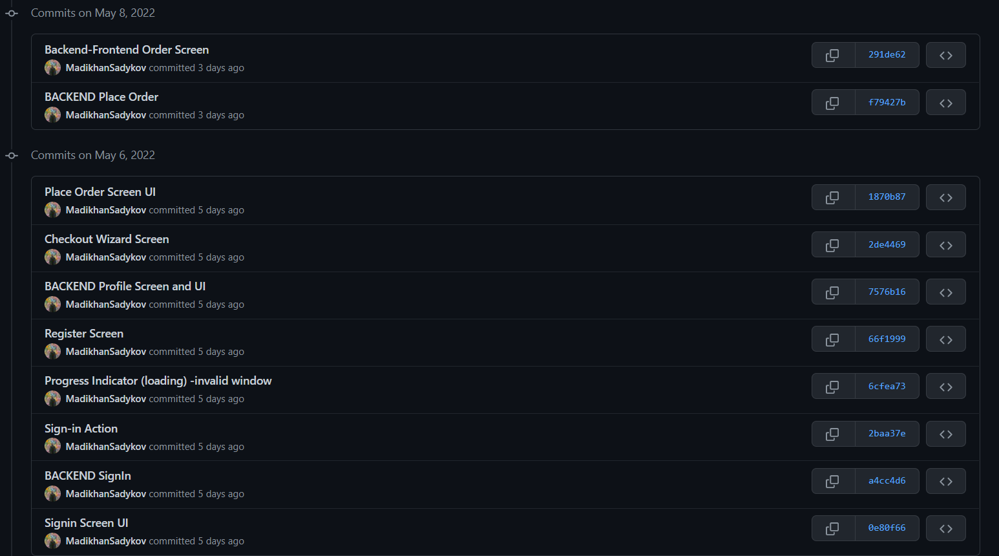 Commits on May 8, 2022
Backend-Frontend Order Screen
MadikhanSadykov committed 3 days ago
291de62
BACKEND Place Order
MadikhanSadykov committed 3 days ago
f79427b
Commits on May 6, 2022
Place Order Screen UI
MadikhanSadykov committed 5 days ago
1870b87
Checkout Wizard Screen
MadikhanSadykov committed 5 days ago
2de4469
BACKEND Profile Screen and UI
MadikhanSadykov committed 5 days ago
7576b16
Register Screen
MadikhanSadykov committed 5 days ago
66f1999
Progress Indicator (loading) -invalid window
MadikhanSadykov committed 5 days ago
6cfea73
Sign-in Action
MadikhanSadykov committed 5 days ago
2baa37e
BACKEND SignIn
MadikhanSadykov committed 5 days ago
a4cc4d6
Signin Screen UI
MadikhanSadykov committed 5 days ago
0e80f66